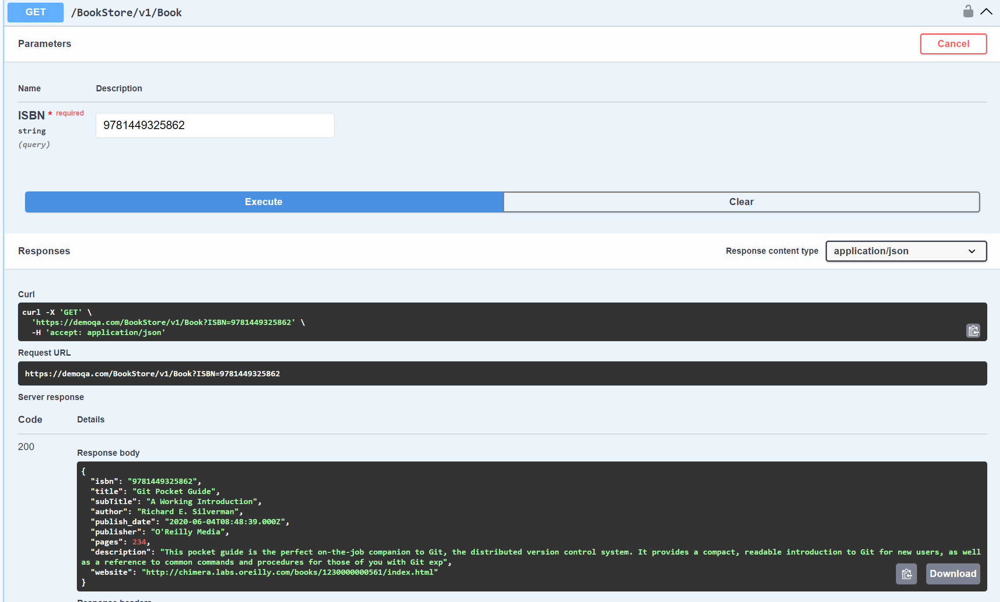 GET /BookStore/v1/Book
Parameters
Cancel
Name Description
ISBN * required
string
(query)
9781449325862
Execute
Clear
Responses
Response content type
application/json
Curl
curl -X 'GET' \
  'https://demoqa.com/BookStore/v1/Book?ISBN=9781449325862' \
  -H 'accept: application/json'
Request URL
https://demoqa.com/BookStore/v1/Book?ISBN=9781449325862
Server response
Code Details
200
Response body
{
  "isbn": "9781449325862",
  "title": "Git Pocket Guide",
  "subTitle": "A Working Introduction",
  "author": "Richard E. Silverman",
  "publish_date": "2020-06-04T08:48:39.000Z",
  "publisher": "O'Reilly Media",
  "pages": 234,
  "description": "This pocket guide is the perfect on-the-job companion to Git, the distributed version control system. It provides a compact, readable introduction to Git for new users, as well
as a reference to common commands and procedures for those of you with Git exp",
  "website": "http://chimera.labs.oreilly.com/books/1230000000561/index.html"
}
Download
Response headers